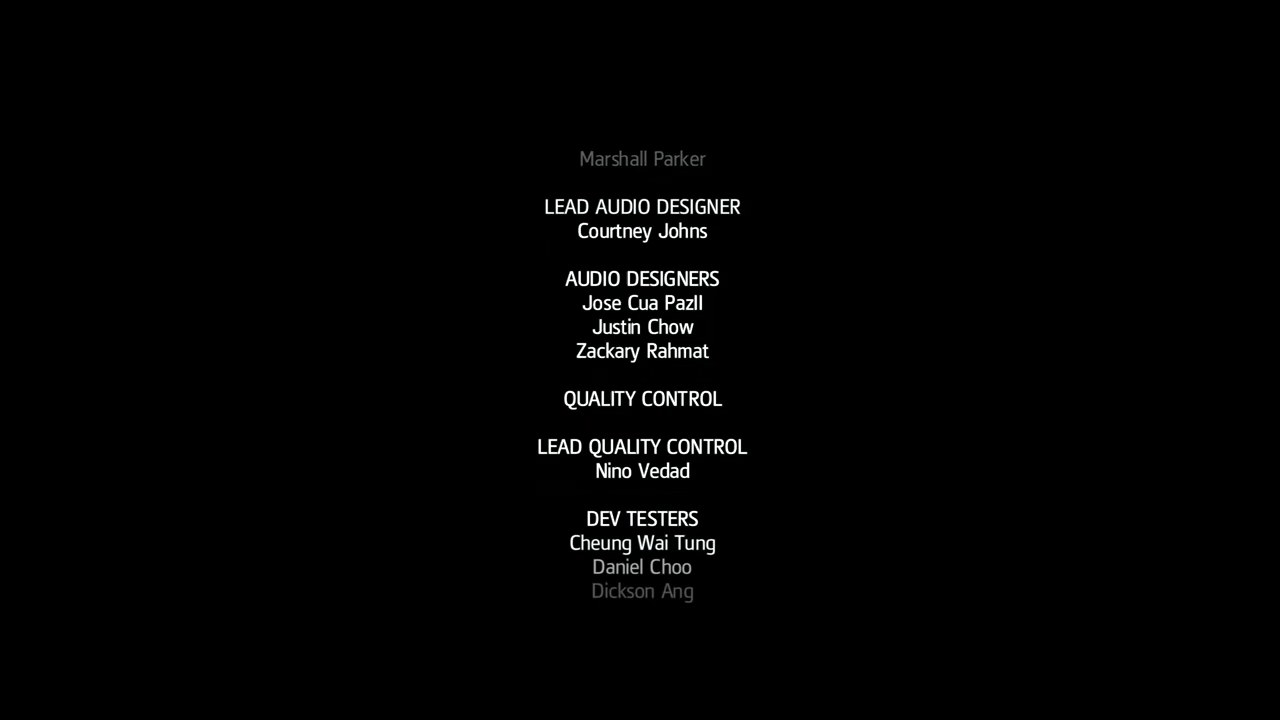 Marshall Parker
LEAD AUDIO DESIGNER
Courtney Johns
AUDIO DESIGNERS
Jose Cua PazII
Justin Chow
Zackary Rahmat
QUALITY CONTROL
LEAD QUALITY CONTROL
Nino Vedad
DEV TESTERS
Cheung Wai Tung
Daniel Choo
Dickson Ang